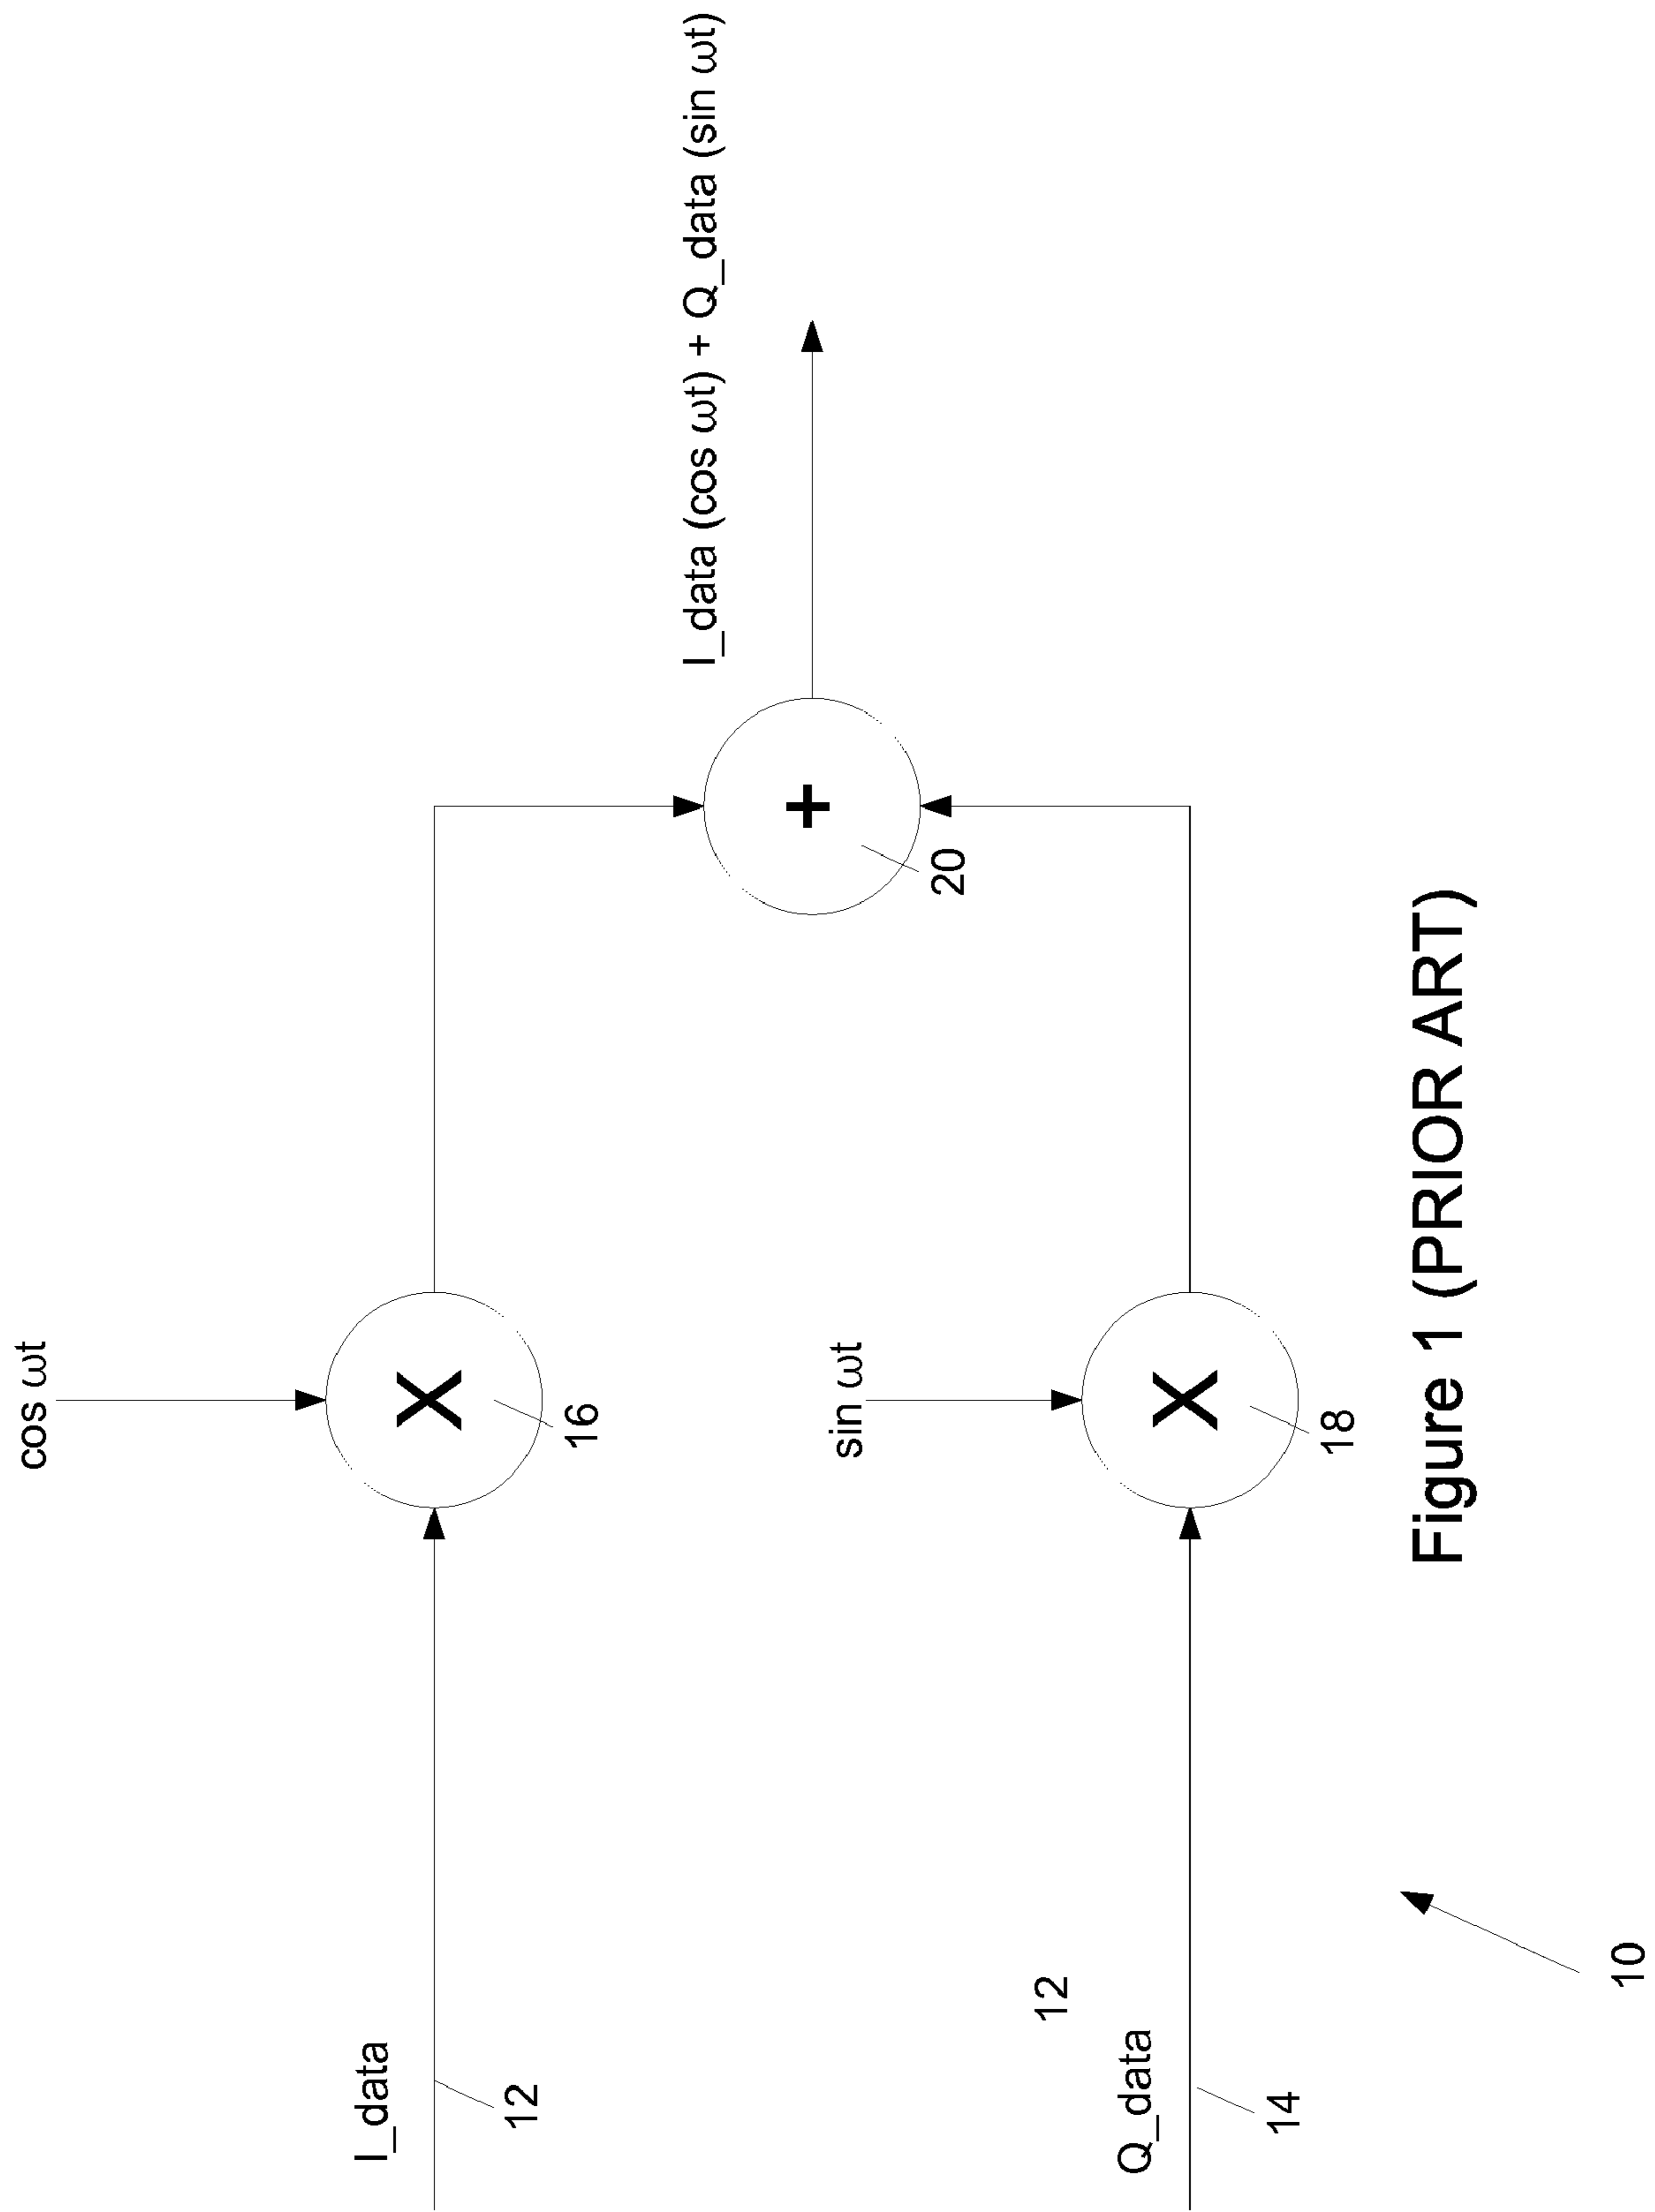 cos ωt
I_data
12
16
I_data (cos ωt) + Q_data (sin ωt)
sin ωt
20
12
Q_data
14
18
10
Figure 1 (PRIOR ART)